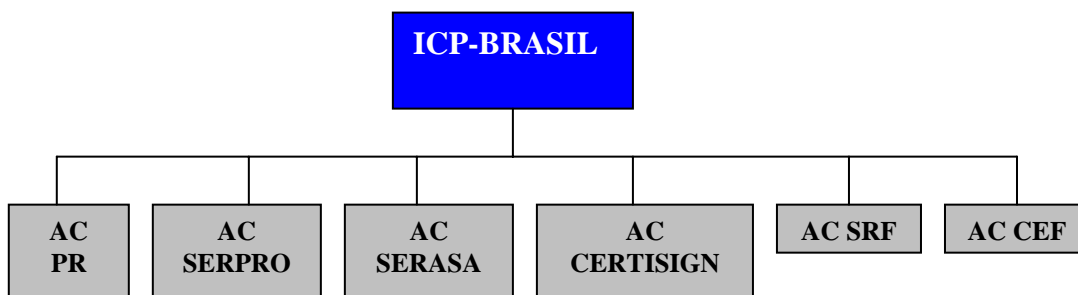 ICP-BRASIL
AC
PR
AC
SERPRO
AC
SERASA
AC
CERTISIGN
AC SRF
AC CEF